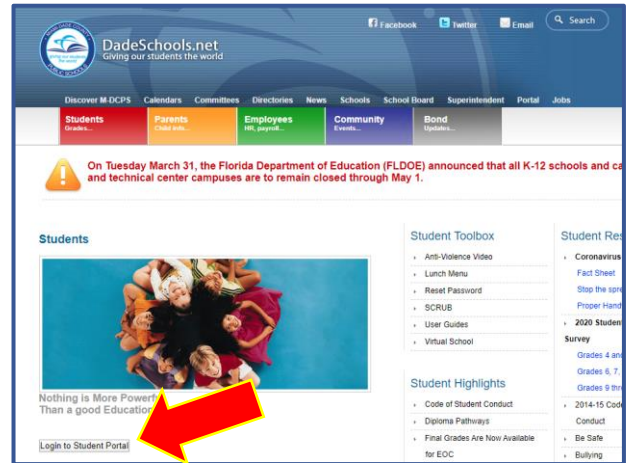 Facebook Twitter Email Search
DadeSchools.net
Giving our students the world
Discover M-DCPS Calendars Committees Directories News Schools School Board Superintendent Portal Jobs
Students Parents Employees Community Bond
Grades... Child info... HR, payroll... Events... Updates...
On Tuesday March 31, the Florida Department of Education (FLDOE) announced that all K-12 schools and ca
and technical center campuses are to remain closed through May 1.
Students
Nothing is More Powerf
Than a good Education
Login to Student Portal
Student Toolbox
Anti-Violence Video
Lunch Menu
Reset Password
SCRUB
User Guides
Virtual School
Student Highlights
Code of Student Conduct
Diploma Pathways
Final Grades Are Now Available
for EOC
Student Res
Coronavirus
Fact Sheet
Stop the spre
Proper Hand
2020 Student
Survey
Grades 4 and
Grades 6, 7,
Grades 9 thr
2014-15 Code
Conduct
Be Safe
Bullying